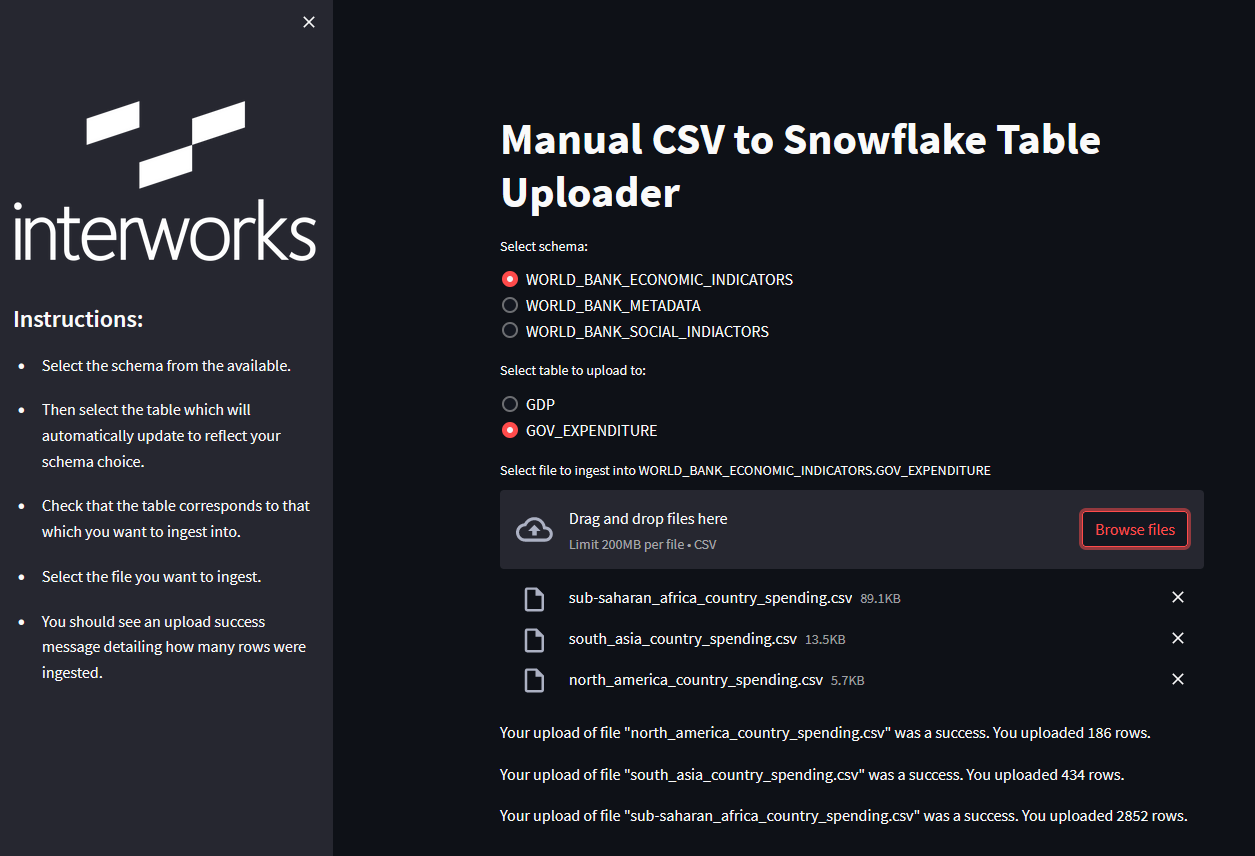 interworks
Instructions:
• Select the schema from the available.
• Then select the table which will
automatically update to reflect your
schema choice.
• Check that the table corresponds to that
which you want to ingest into.
• Select the file you want to ingest.
• You should see an upload success
message detailing how many rows were
ingested.
Manual CSV to Snowflake Table
Uploader
Select schema:
WORLD_BANK_ECONOMIC_INDICATORS
WORLD_BANK_METADATA
WORLD_BANK_SOCIAL_INDIACTORS
Select table to upload to:
GDP
GOV_EXPENDITURE
Select file to ingest into WORLD_BANK_ECONOMIC_INDICATORS.GOV_EXPENDITURE
Drag and drop files here
Limit 200MB per file • CSV
Browse files
sub-saharan_africa_country_spending.csv 89.1KB
south_asia_country_spending.csv 13.5KB
north_america_country_spending.csv 5.7KB
Your upload of file "north_america_country_spending.csv" was a success. You uploaded 186 rows.
Your upload of file "south_asia_country_spending.csv" was a success. You uploaded 434 rows.
Your upload of file "sub-saharan_africa_country_spending.csv" was a success. You uploaded 2852 rows.